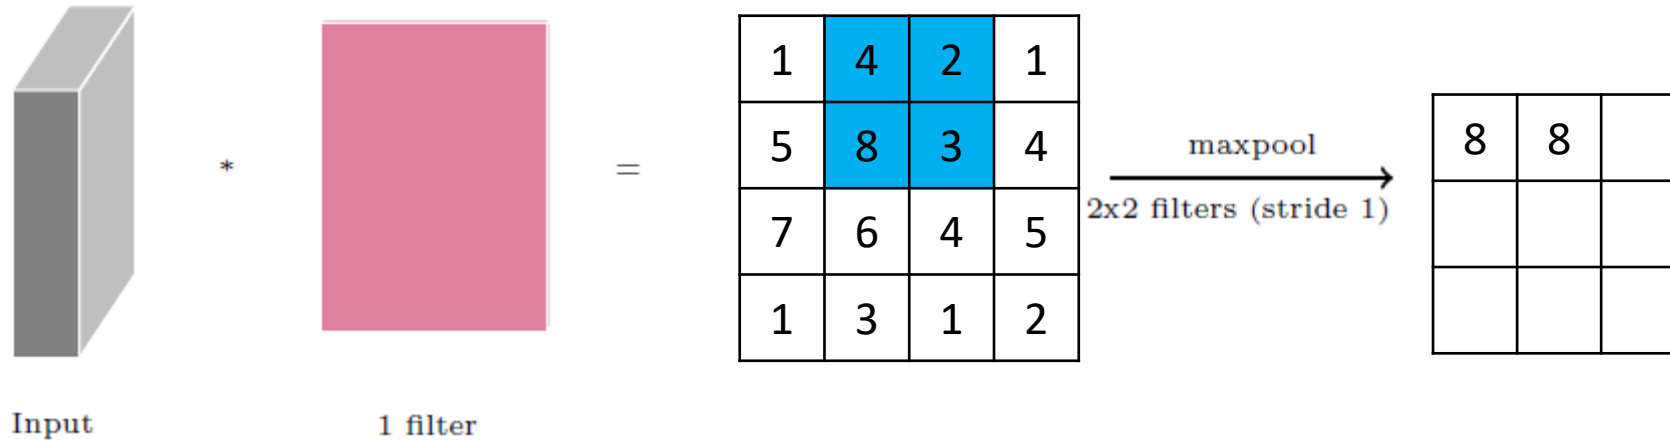 1 4 2 1
5 8 3 4
7 6 4 5
1 3 1 2
*
=
maxpool
2x2 filters (stride 1)
8 8
Input
1 filter